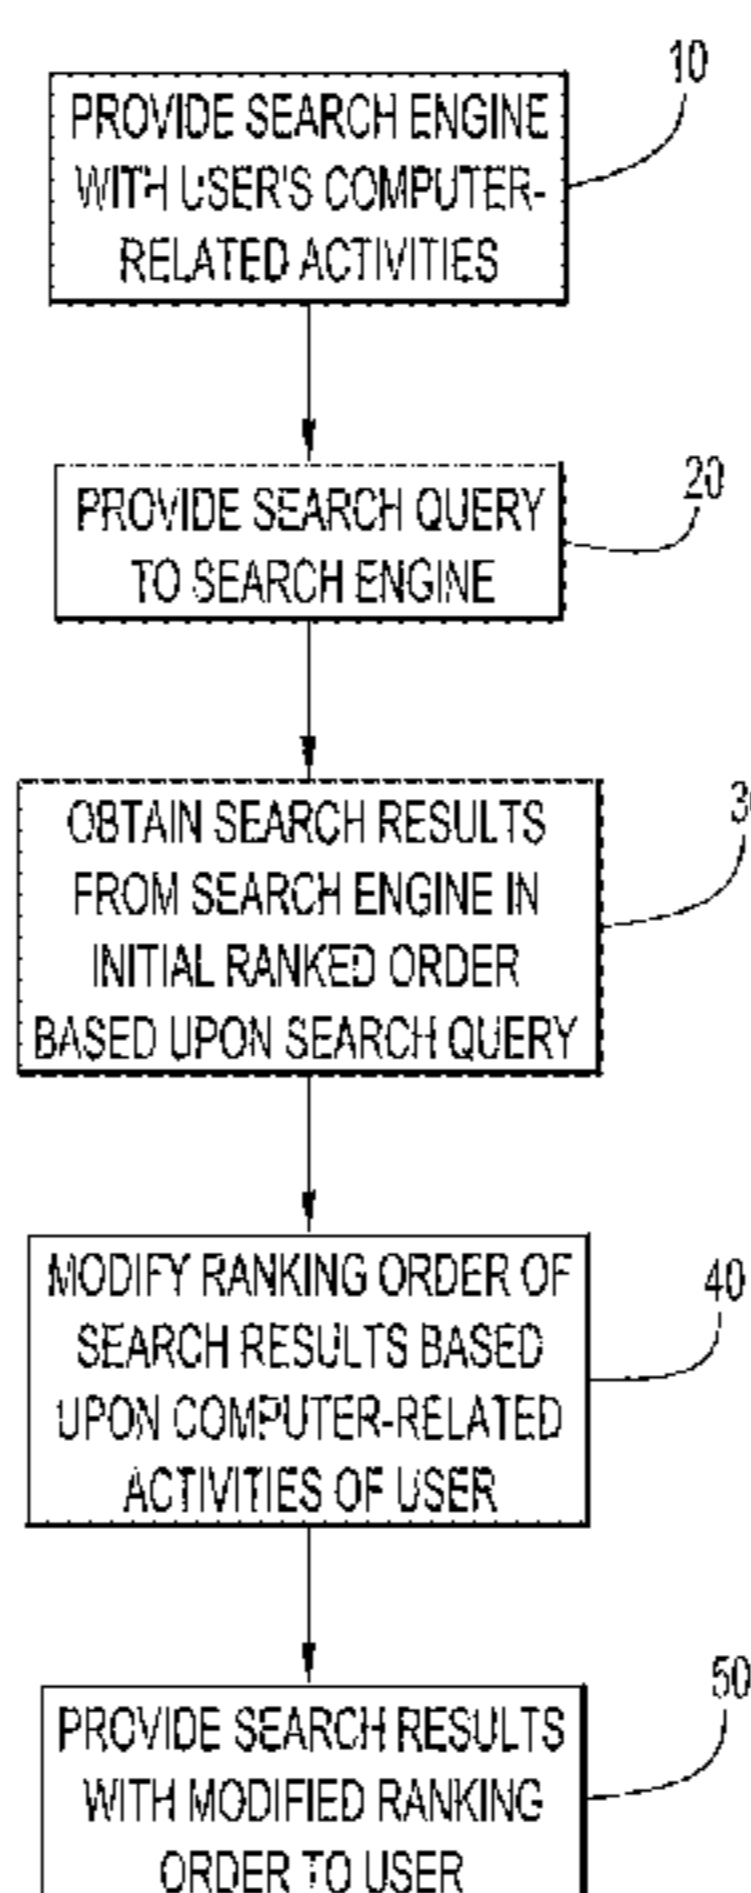 10
PROVIDE SEARCH ENGINE
WITH USER'S COMPUTER-
RELATED ACTIVITIES
20
PROVIDE SEARCH QUERY
TO SEARCH ENGINE
OBTAIN SEARCH RESULTS
FROM SEARCH ENGINE IN
INITIAL RANKED ORDER
BASED UPON SEARCH QUERY
40
MODIFY RANKING ORDER OF
SEARCH RESULTS BASED
UPON COMPUTER-RELATED
ACTIVITIES OF USER
50
PROVIDE SEARCH RESULTS
WITH MODIFIED RANKING
ORDER TO USER